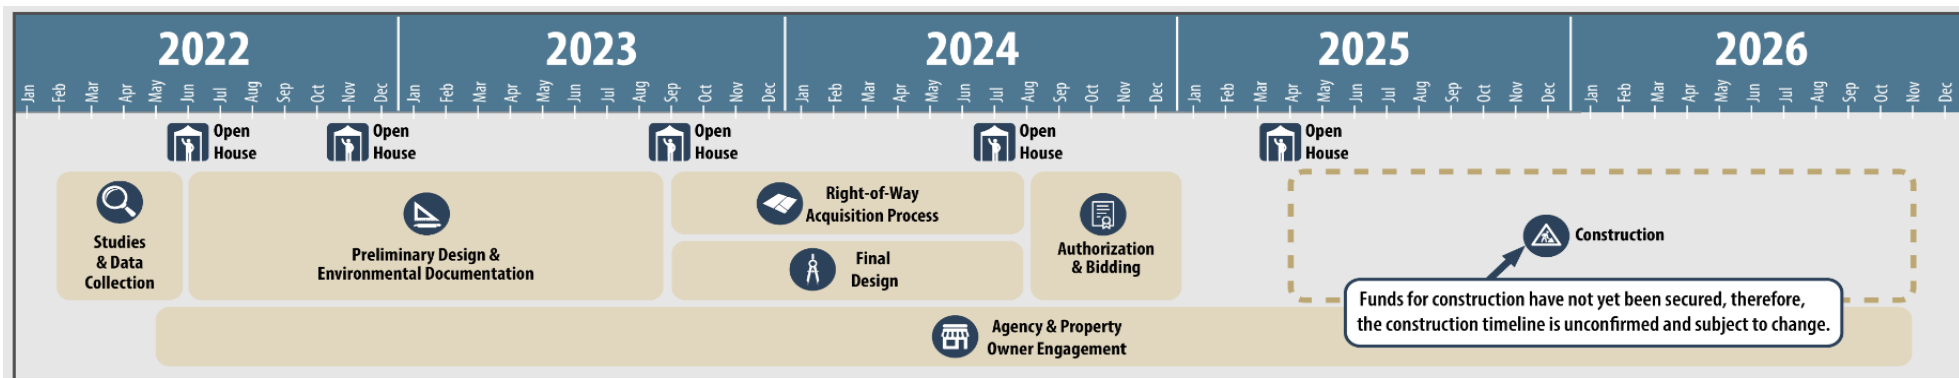 2022
2023
2024
2025
2026
Jan Feb Mar Apr May Jun Jul Aug Sep Oct Nov Dec
Jan Feb Mar Apr May Jun Jul Aug Sep Oct Nov Dec
Jan Feb Mar Apr May Jun Jul Aug Sep Oct Nov Dec
Jan Feb Mar Apr May Jun Jul Aug Sep Oct Nov Dec
Jan Feb Mar Apr May Jun Jul Aug Sep Oct Nov Dec
Open
House
Open
House
Open
House
Open
House
Open
House
Studies
& Data
Collection
Preliminary Design &
Environmental Documentation
Right-of-Way
Acquisition Process
Final
Design
Authorization
& Bidding
Construction
Funds for construction have not yet been secured, therefore,
the construction timeline is unconfirmed and subject to change.
Agency & Property
Owner Engagement